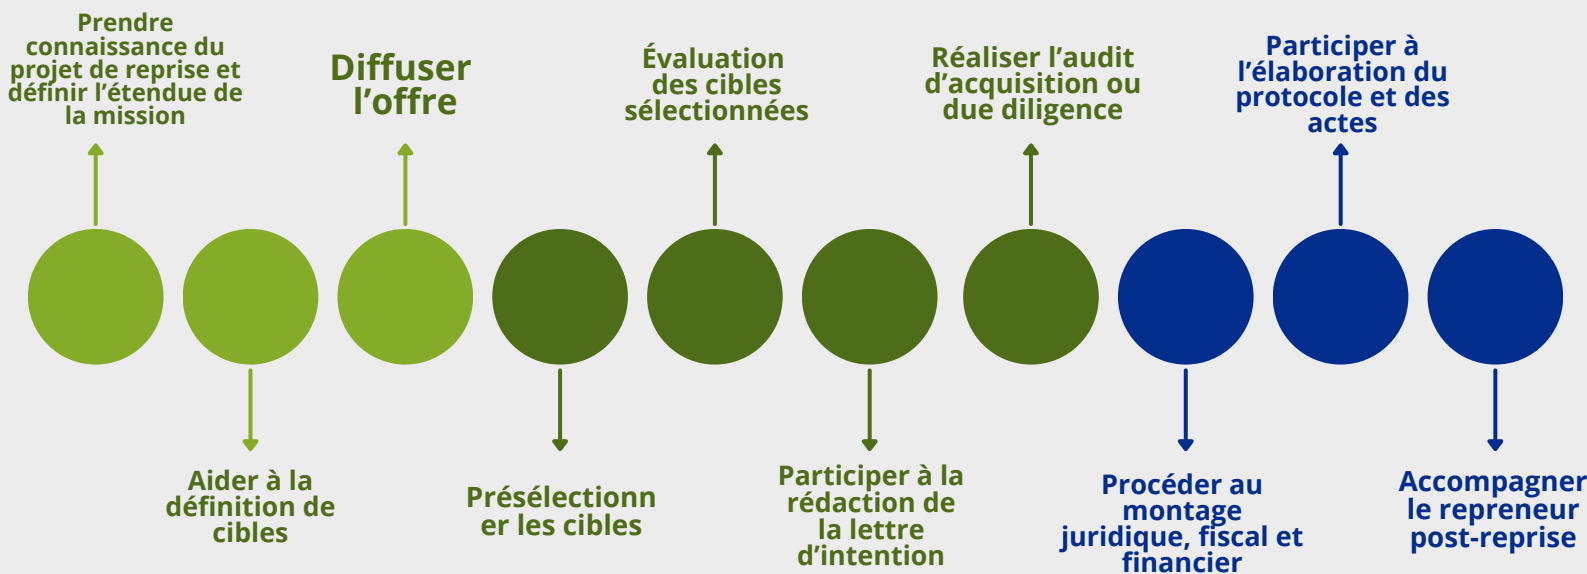 Prendre
connaissance du
projet de reprise et
définir l’étendue de
la mission
Aider à la
définition de
cibles
Diffuser
l’offre
Présélectionn
er les cibles
Évaluation
des cibles
sélectionnées
Participer à la
rédaction de
la lettre
d’intention
Réaliser l’audit
d’acquisition ou
due diligence
Procéder au
montage
juridique, fiscal et
financier
Participer à
l’élaboration du
protocole et des
actes
Accompagner
le repreneur
post-reprise